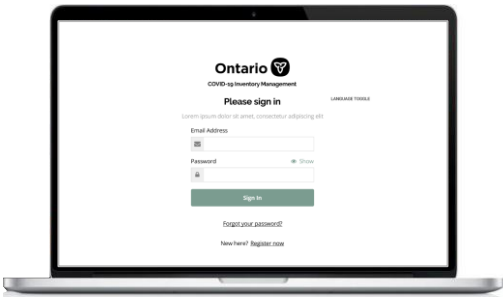 Ontario
COVID-19 Inventory Management
Please sign in
LANGUAGE TOGGLE
Lorem ipsum dolor sit amet, consectetur adipiscing elit
Email Address
Password
Show
Sign In
Forgot your password?
New here? Register now